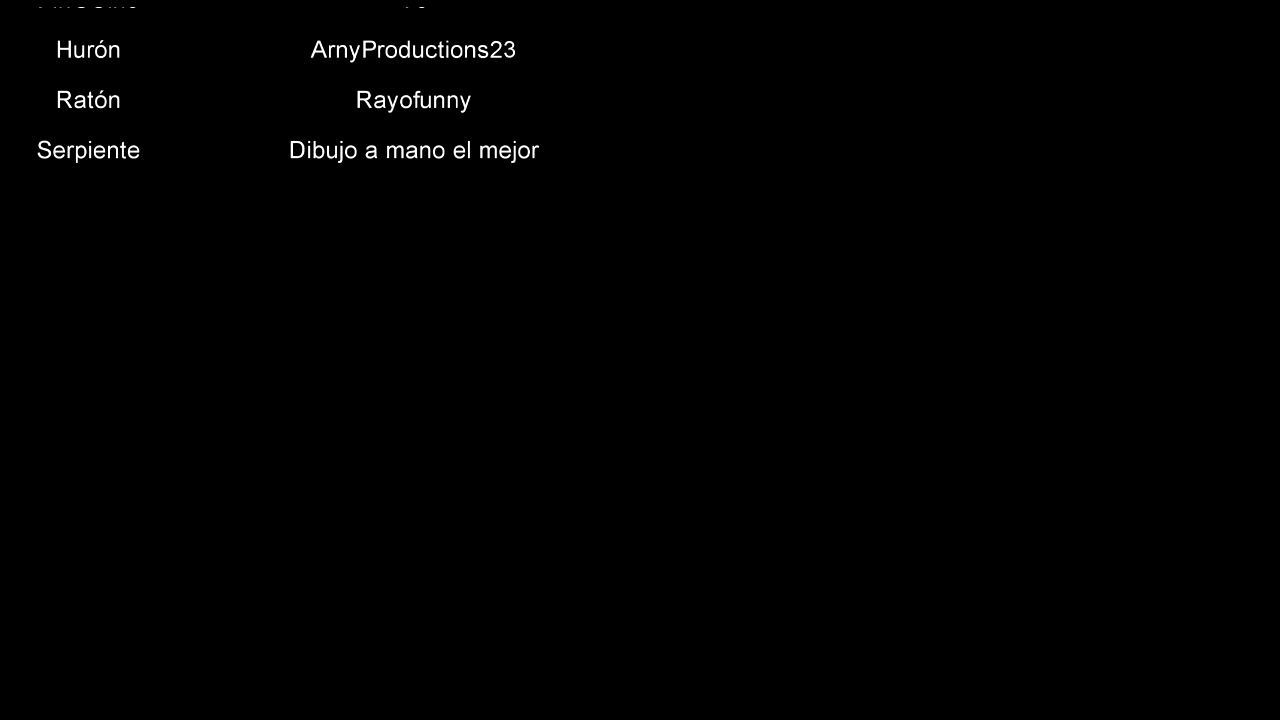 Hurón ArnyProductions23
Ratón Rayofunny
Serpiente Dibujo a mano el mejor